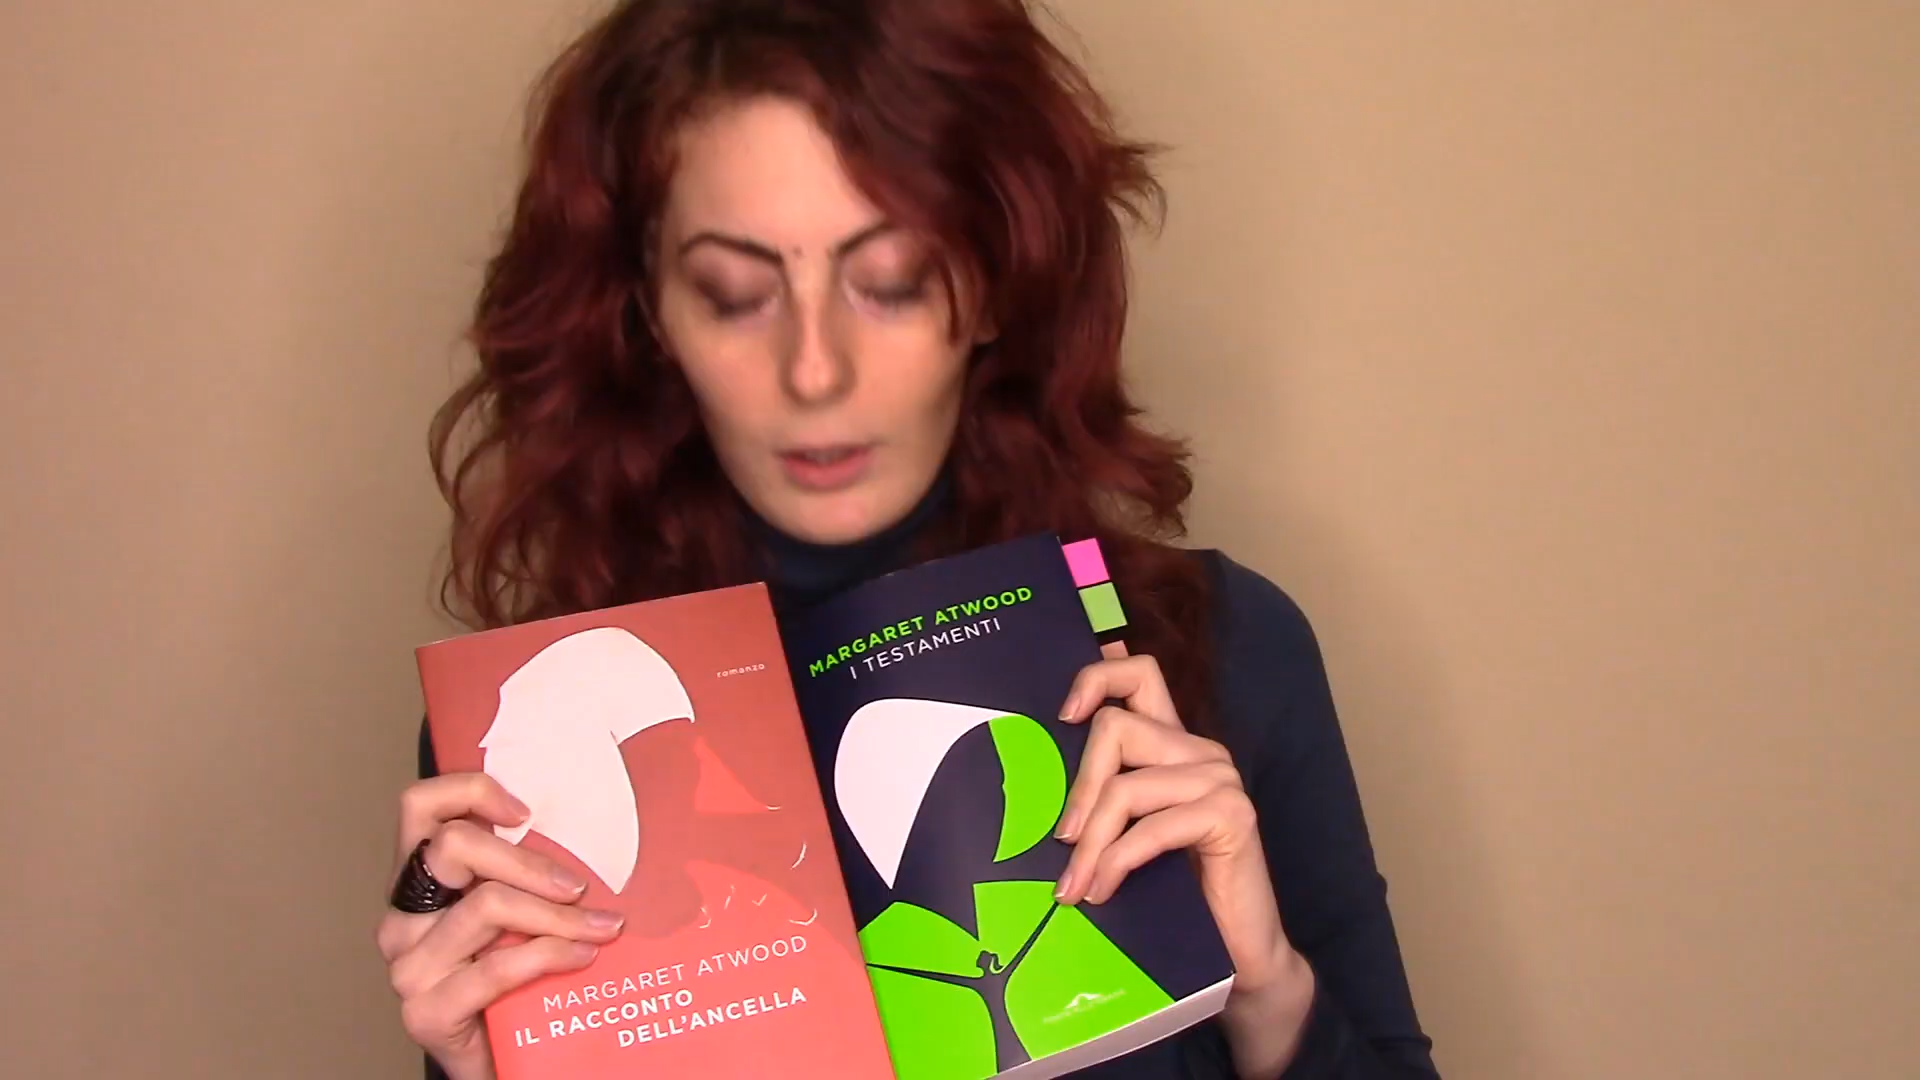 romanzo
MARGARET ATWOOD
IL RACCONTO
DELL'ANCELLA
MARGARET ATWOOD
I TESTAMENTI